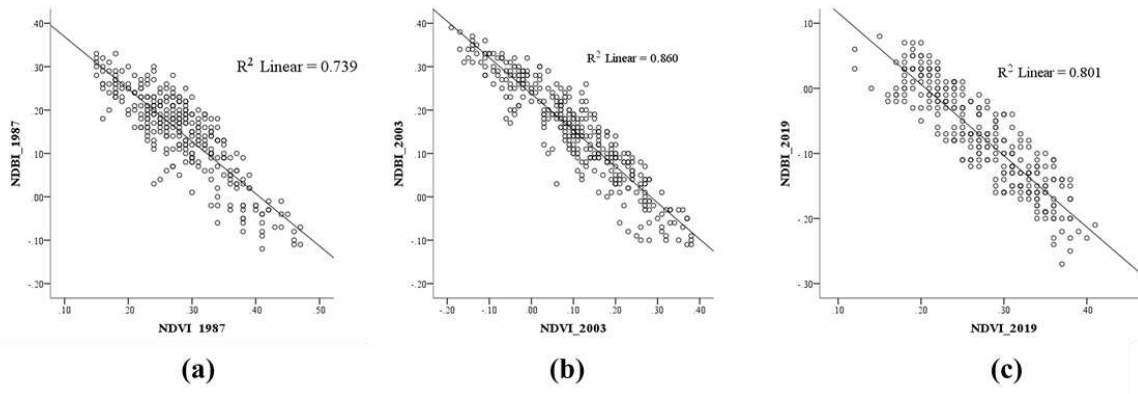 .40
.30
.20
.10
.00
-.10
-.20
NDBI_1987
R² Linear = 0.739
.10 .20 .30 .40 .50
NDVI_1987
(a)
.40
.30
.20
.10
.00
-.10
-.20
NDBI_2003
R² Linear = 0.860
-.20 -.10 .00 .10 .20 .30 .40
NDVI_2003
(b)
.10
.00
-.10
-.20
-.30
NDBI_2019
R² Linear = 0.801
.10 .20 .30 .40
NDVI_2019
(c)